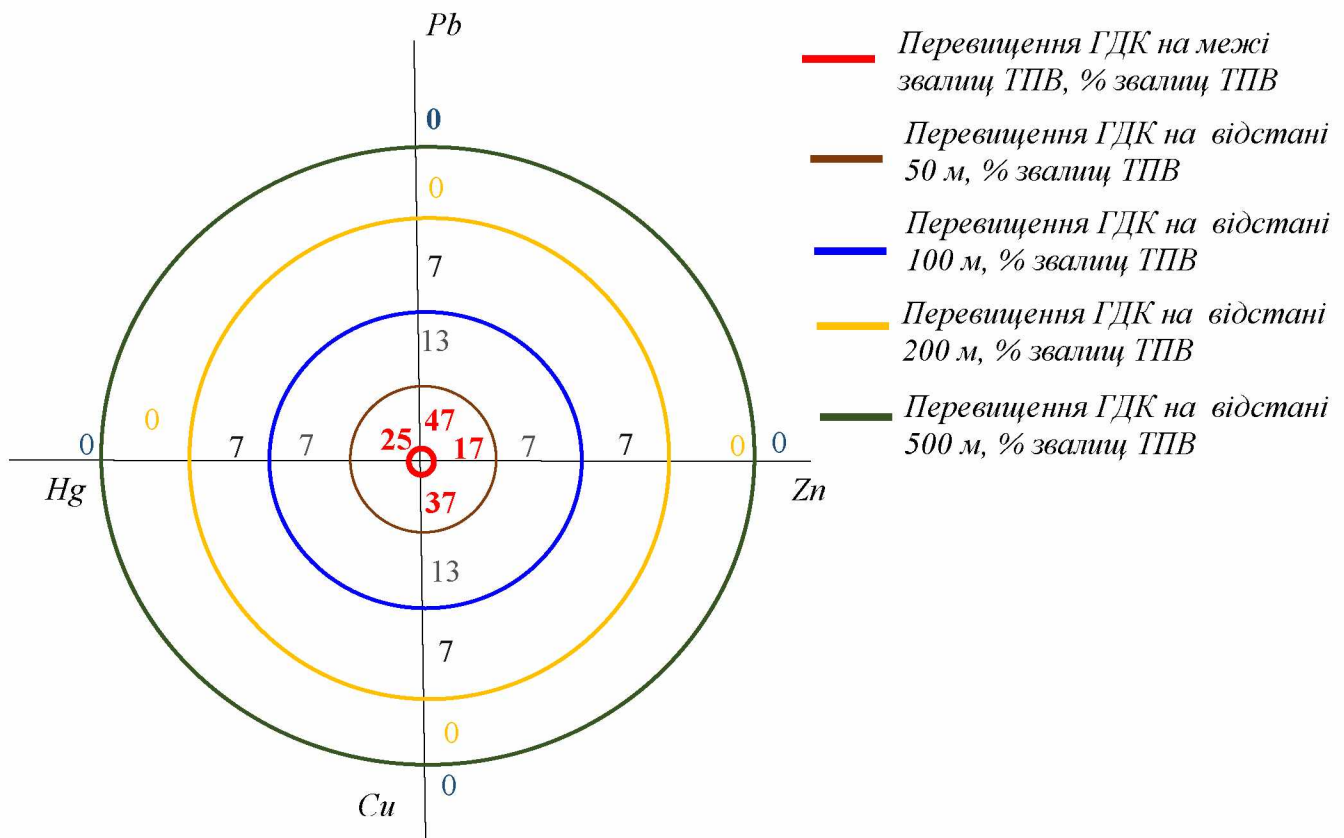 Pb
0
0
7
13
47
25
17
0
0
7
7
7
7
0
0
Hg
Zn
37
13
7
0
0
Cu
Перевищення ГДК на межі
звалищ ТПВ, % звалищ ТПВ
Перевищення ГДК на відстані
50 м, % звалищ ТПВ
Перевищення ГДК на відстані
100 м, % звалищ ТПВ
Перевищення ГДК на відстані
200 м, % звалищ ТПВ
Перевищення ГДК на відстані
500 м, % звалищ ТПВ